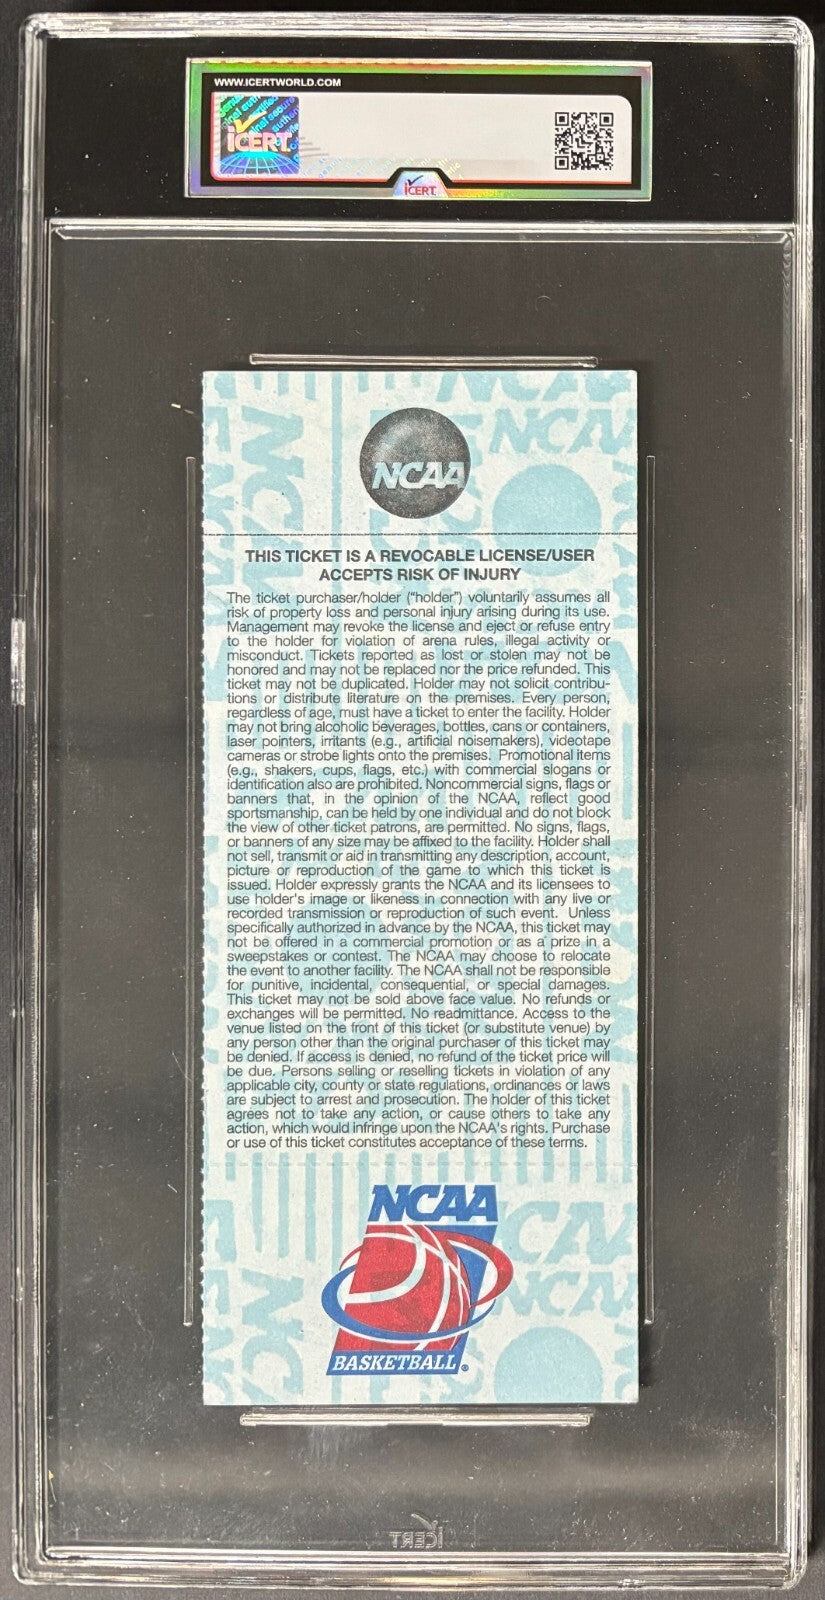 WWW.ICERTWORLD.COM
iCERT
iCERT
NCAA
THIS TICKET IS A REVOCABLE LICENSE/USER
ACCEPTS RISK OF INJURY
The ticket purchaser/holder ("holder") voluntarily assumes all
risk of property loss and personal injury arising during its use.
Management may revoke the license and eject or refuse entry
to the holder for violation of arena rules, illegal activity or
misconduct. Tickets reported as lost or stolen may not be
honored and may not be replaced nor the price refunded. This
ticket may not be duplicated. Holder may not solicit contribu-
tions or distribute literature on the premises. Every person,
regardless of age, must have a ticket to enter the facility. Holder
may not bring alcoholic beverages, bottles, cans or containers,
laser pointers, irritants (e.g., artificial noisemakers), videotape
cameras or strobe lights onto the premises. Promotional items
(e.g., shakers, cups, flags, etc.) with commercial slogans or
identification also are prohibited. Noncommercial signs, flags or
banners that, in the opinion of the NCAA, reflect good
sportsmanship, can be held by one individual and do not block
the view of other ticket patrons, are permitted. No signs, flags,
or banners of any size may be affixed to the facility. Holder shall
not sell, transmit or aid in transmitting any description, account,
picture or reproduction of the game to which this ticket is
issued. Holder expressly grants the NCAA and its licensees to
use holder's image or likeness in connection with any live or
recorded transmission or reproduction of such event. Unless
specifically authorized in advance by the NCAA, this ticket may
not be offered in a commercial promotion or as a prize in a
sweepstakes or contest. The NCAA may choose to relocate
the event to another facility. The NCAA shall not be responsible
for punitive, incidental, consequential, or special damages.
This ticket may not be sold above face value. No refunds or
exchanges will be permitted. No readmittance. Access to the
venue listed on the front of this ticket (or substitute venue) by
any person other than the original purchaser of this ticket may
be denied. If access is denied, no refund of the ticket price will
be due. Persons selling or reselling tickets in violation of any
applicable city, county or state regulations, ordinances or laws
are subject to arrest and prosecution. The holder of this ticket
agrees not to take any action, or cause others to take any
action, which would infringe upon the NCAA's rights. Purchase
or use of this ticket constitutes acceptance of these terms.
NCAA
BASKETBALL®
iCERT